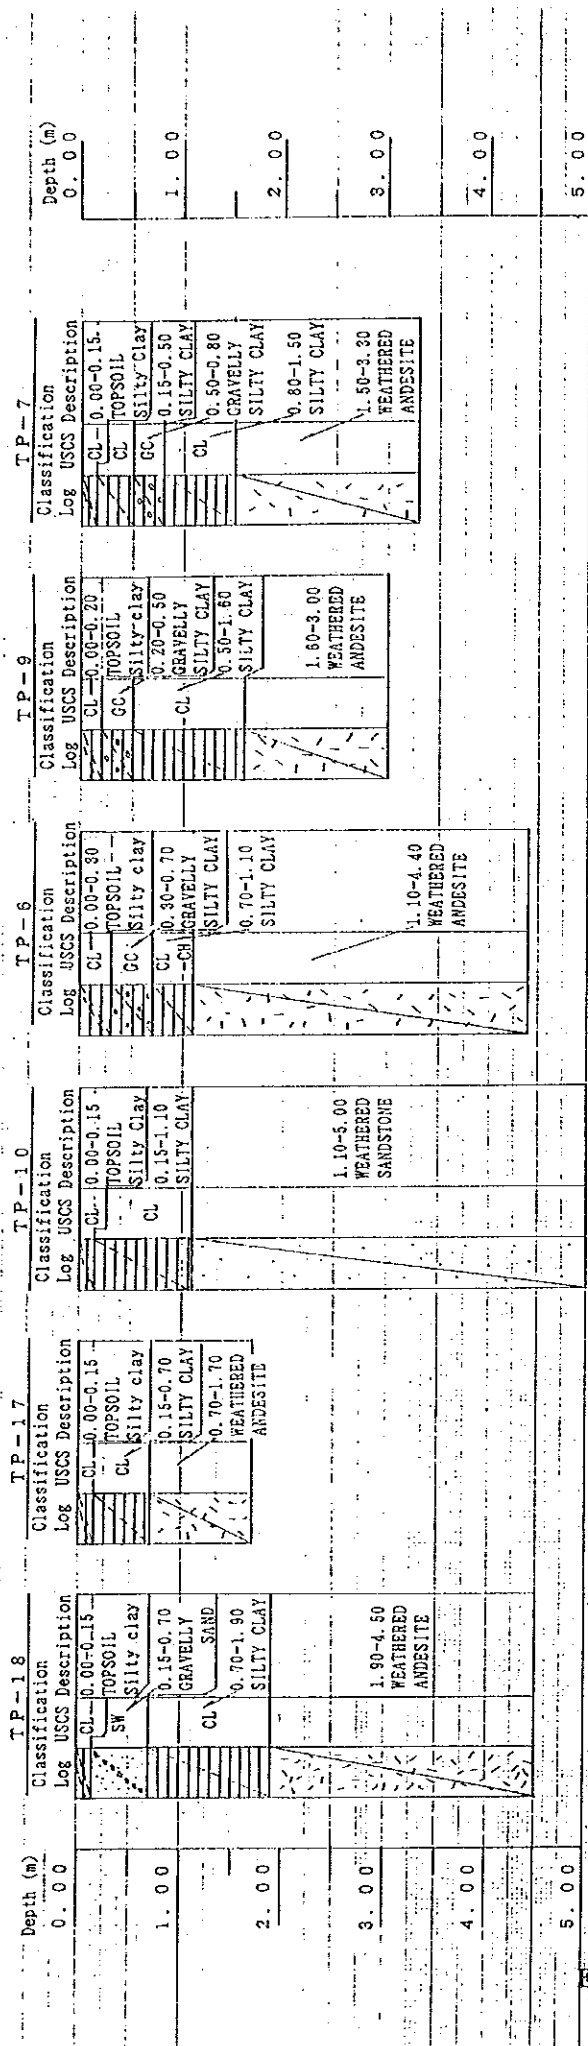 Depth (m)
0.00
1.00
2.00
3.00
4.00
5.00
TP-18
Classification
Log USCS Description
CL 0.00-0.15
TOPSOIL
Silty clay
SW 0.15-0.70
GRAVELLY
SAND
CL 0.70-1.90
SILTY CLAY
1.90-4.50
WEATHERED
ANDESITE
TP-17
Classification
Log USCS Description
CL 0.00-0.15
TOPSOIL
Silty clay
CL 0.15-0.70
SILTY CLAY
0.70-1.70
WEATHERED
ANDESITE
TP-10
Classification
Log USCS Description
CL 0.00-0.15
TOPSOIL
Silty Clay
CL 0.15-1.10
SILTY CLAY
1.10-5.00
WEATHERED
SANDSTONE
TP-6
Classification
Log USCS Description
CL 0.00-0.30
TOPSOIL
Silty clay
GC 0.30-0.70
GRAVELLY
SILTY CLAY
CL 0.70-1.10
CH SILTY CLAY
1.10-4.40
WEATHERED
ANDESITE
TP-9
Classification
Log USCS Description
CL 0.00-0.20
TOPSOIL
Silty clay
GC 0.20-0.50
GRAVELLY
SILTY CLAY
CL 0.50-1.60
SILTY CLAY
1.60-3.00
WEATHERED
ANDESITE
TP-7
Classification
Log USCS Description
CL 0.00-0.15
TOPSOIL
Silty Clay
CL 0.15-0.50
SILTY CLAY
GC 0.50-0.80
GRAVELLY
SILTY CLAY
CL 0.80-1.50
SILTY CLAY
1.50-3.30
WEATHERED
ANDESITE
Depth (m)
0.00
1.00
2.00
3.00
4.00
5.00